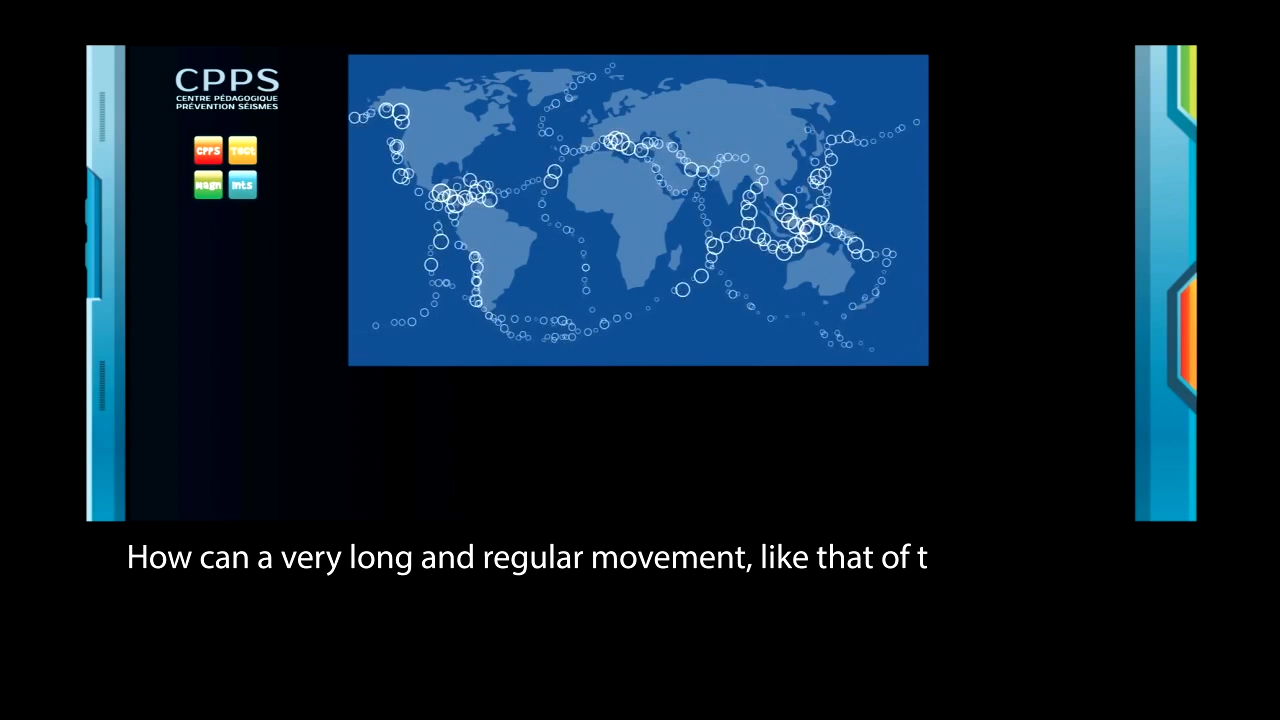 CPPS
CENTRE PÉDAGOGIQUE
PRÉVENTION SÉISMES
CPPS Tect
Magn Ints
How can a very long and regular movement, like that of t